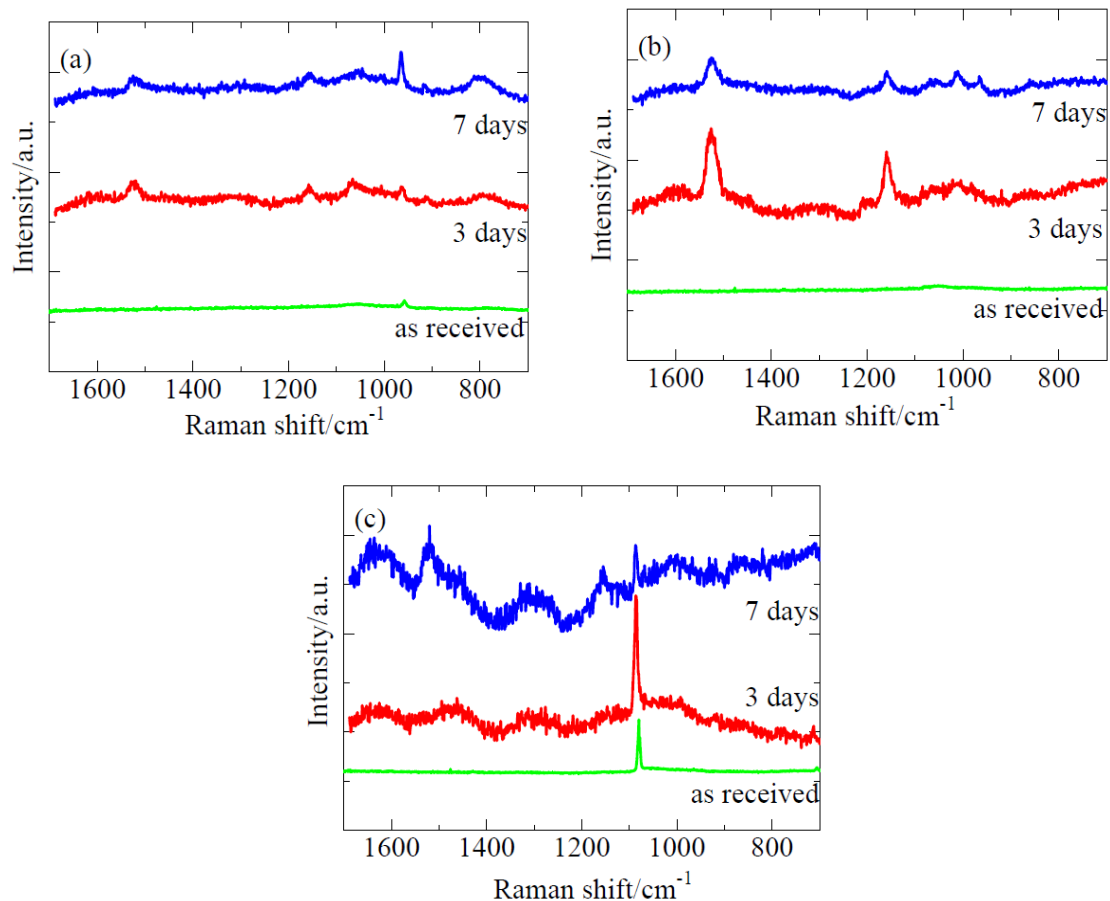 (a)
7 days
3 days
as received
Intensity/a.u.
1600 1400 1200 1000 800
Raman shift/cm⁻¹
(b)
7 days
3 days
as received
Intensity/a.u.
1600 1400 1200 1000 800
Raman shift/cm⁻¹
(c)
7 days
3 days
as received
Intensity/a.u.
1600 1400 1200 1000 800
Raman shift/cm⁻¹